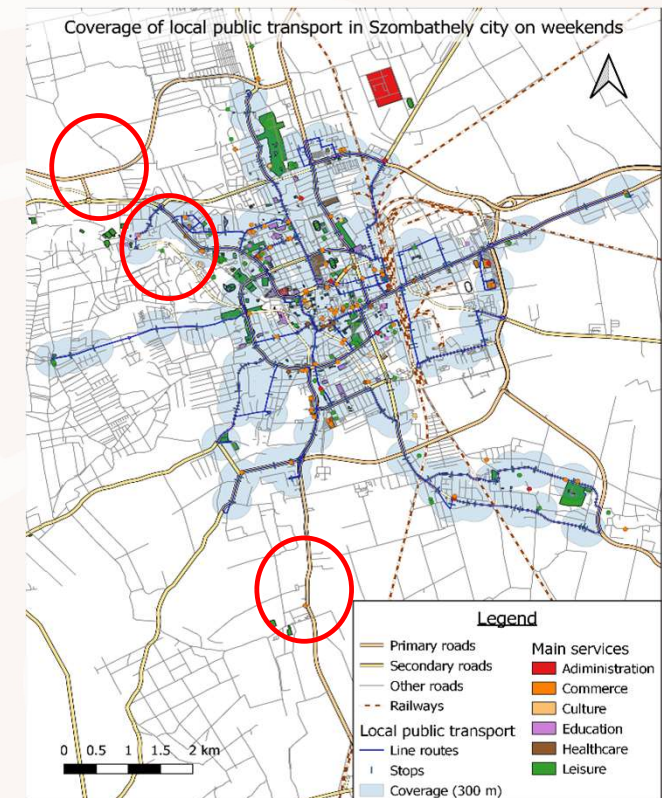 Coverage of local public transport in Szombathely city on weekends
Legend
Primary roads
Secondary roads
Other roads
Railways
Local public transport
Line routes
Stops
Coverage (300 m)
Main services
Adiministration
Commerce
Culture
Education
Healthcare
Leisure
0 0.5 1 1.5 2 km